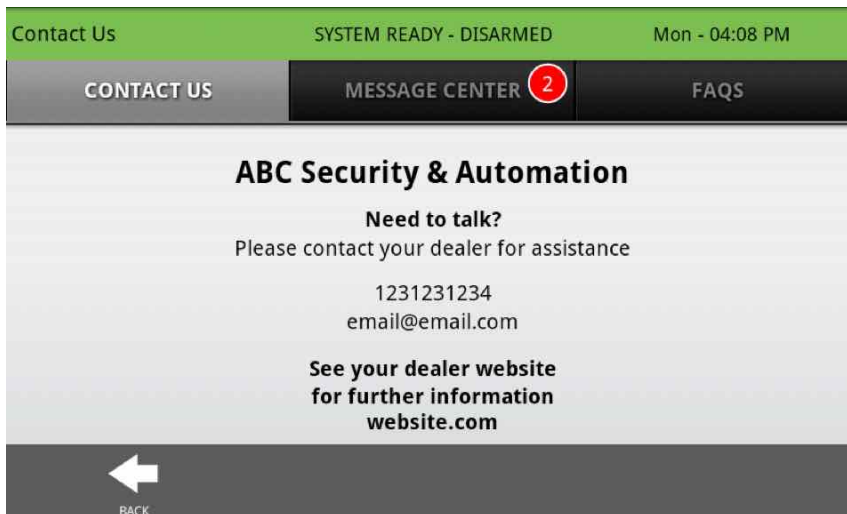 Contact Us SYSTEM READY - DISARMED Mon - 04:08 PM
CONTACT US MESSAGE CENTER 2 FAQS
ABC Security & Automation
Need to talk?
Please contact your dealer for assistance
1231231234
email@email.com
See your dealer website
for further information
website.com
BACK